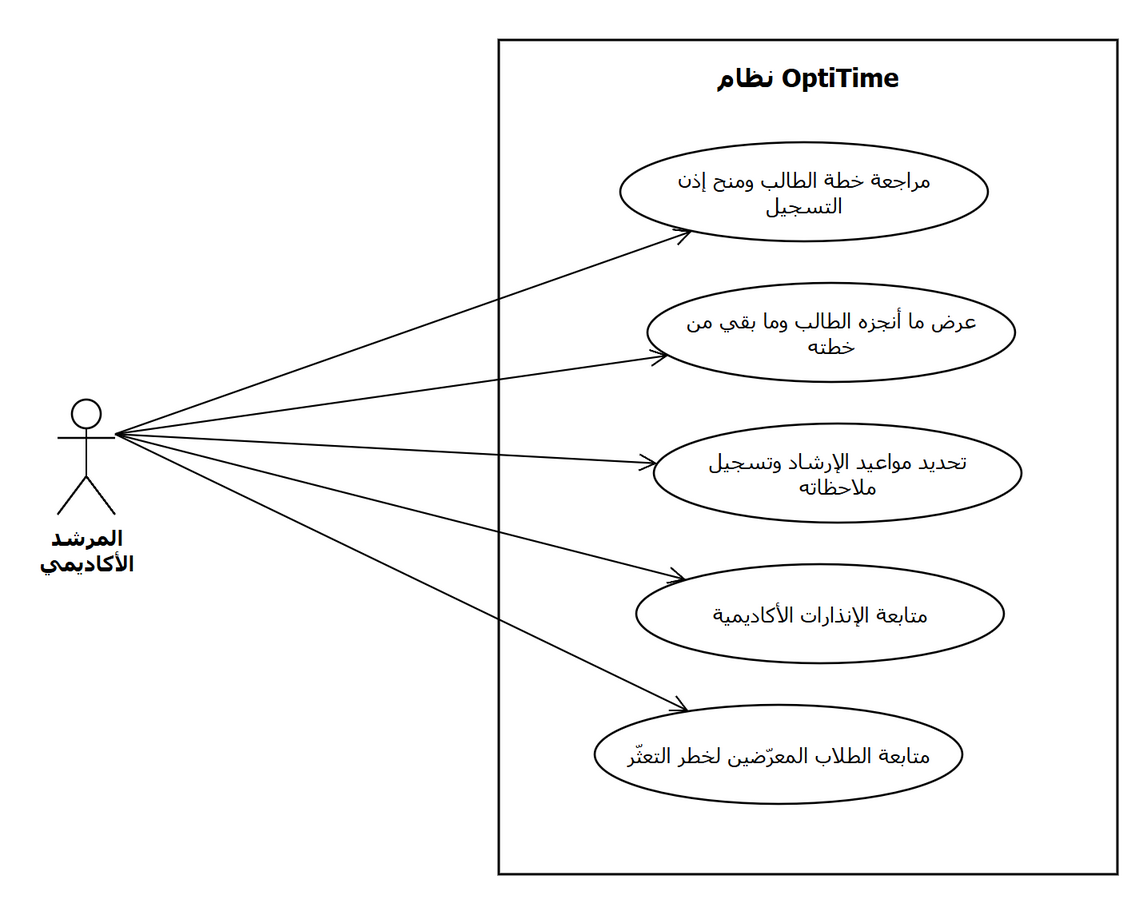 نظام OptiTime
مراجعة خطة الطالب ومنح إذن
التسجيل
عرض ما أنجزه الطالب وما بقي من
خطته
تحديد مواعيد الإرشاد وتسجيل
ملاحظاته
متابعة الإنذارات الأكاديمية
متابعة الطلاب المعرّضين لخطر التعثّر
المرشد
الأكاديمي